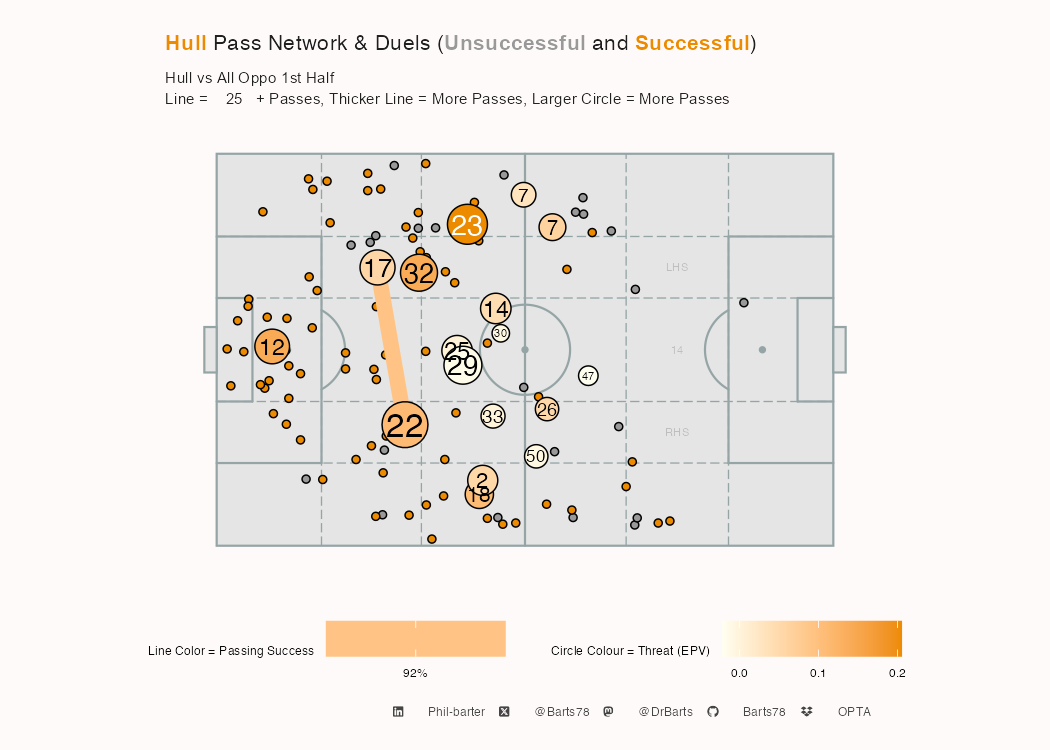 Hull Pass Network & Duels (Unsuccessful and Successful)
Hull vs All Oppo 1st Half
Line = 25 + Passes, Thicker Line = More Passes, Larger Circle = More Passes
7
23
7
17
32
LHS
14
30
12
25
29
14
47
33
26
22
RHS
50
2
18
Line Color = Passing Success
92%
Circle Colour = Threat (EPV)
0.0 0.1 0.2
Phil-barter @Barts78 @DrBarts Barts78 OPTA